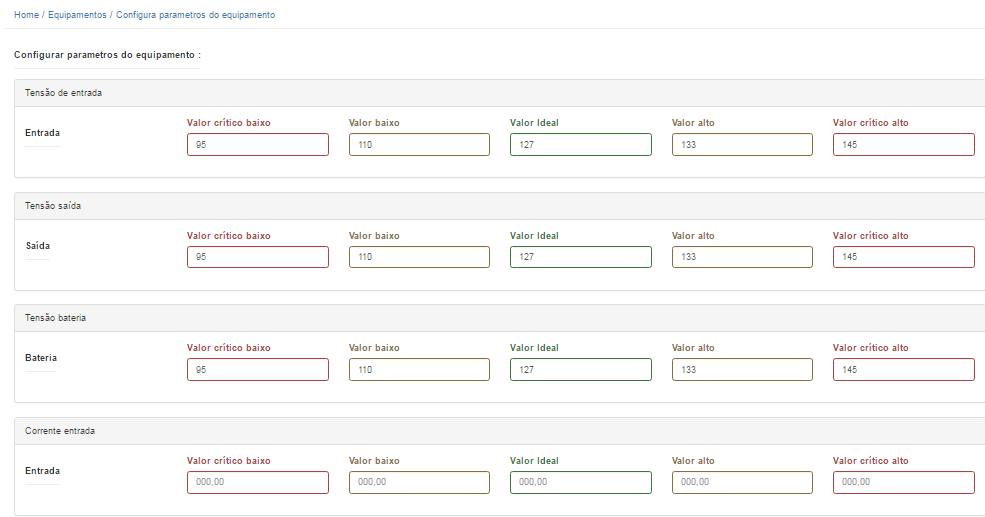 Home / Equipamentos / Configura parametros do equipamento
Configurar parametros do equipamento :
Tensão de entrada
Entrada
Valor crítico baixo Valor baixo Valor Ideal Valor alto Valor crítico alto
95 110 127 133 145
Tensão saída
Saída
Valor crítico baixo Valor baixo Valor Ideal Valor alto Valor crítico alto
95 110 127 133 145
Tensão bateria
Bateria
Valor crítico baixo Valor baixo Valor Ideal Valor alto Valor crítico alto
95 110 127 133 145
Corrente entrada
Entrada
Valor crítico baixo Valor baixo Valor Ideal Valor alto Valor crítico alto
000,00 000,00 000,00 000,00 000,00